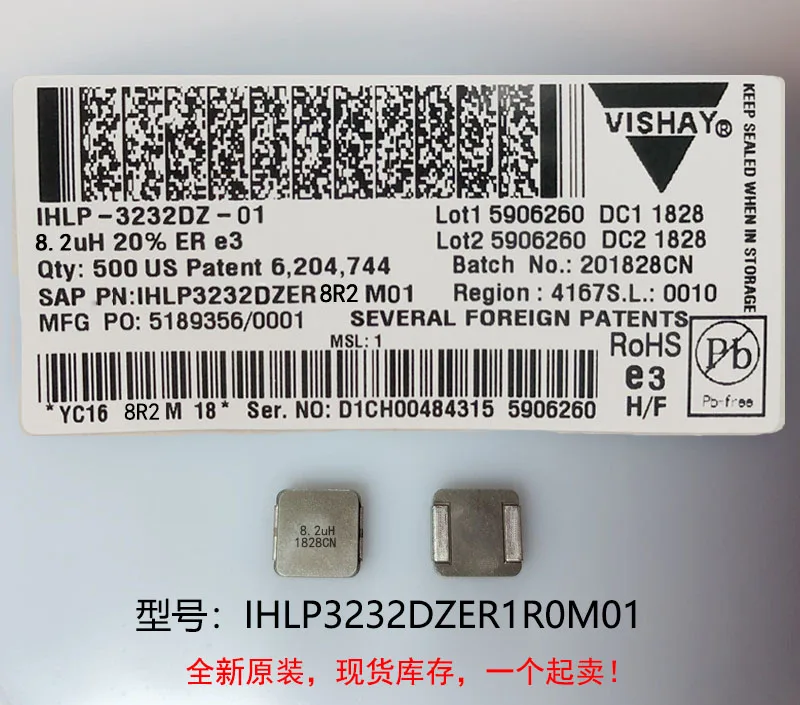 VISHAY®
KEEP SEALED WHEN IN STORAGE
IHLP-3232DZ-01 Lot1 5906260 DC1 1828
8.2uH 20% ER e3 Lot2 5906260 DC2 1828
Qty: 500 US Patent 6,204,744 Batch No.: 201828CN
SAP PN:IHLP3232DZER 8R2 M01 Region : 4167S.L.: 0010
MFG PO: 5189356/0001 SEVERAL FOREIGN PATENTS
MSL: 1
RoHS
e3
H/F
Pb
Pb-free
*YC16 8R2 M 18* Ser. NO: D1CH00484315 5906260
8.2uH
1828CN
型号：IHLP3232DZER1R0M01
全新原装，现货库存，一个起卖！